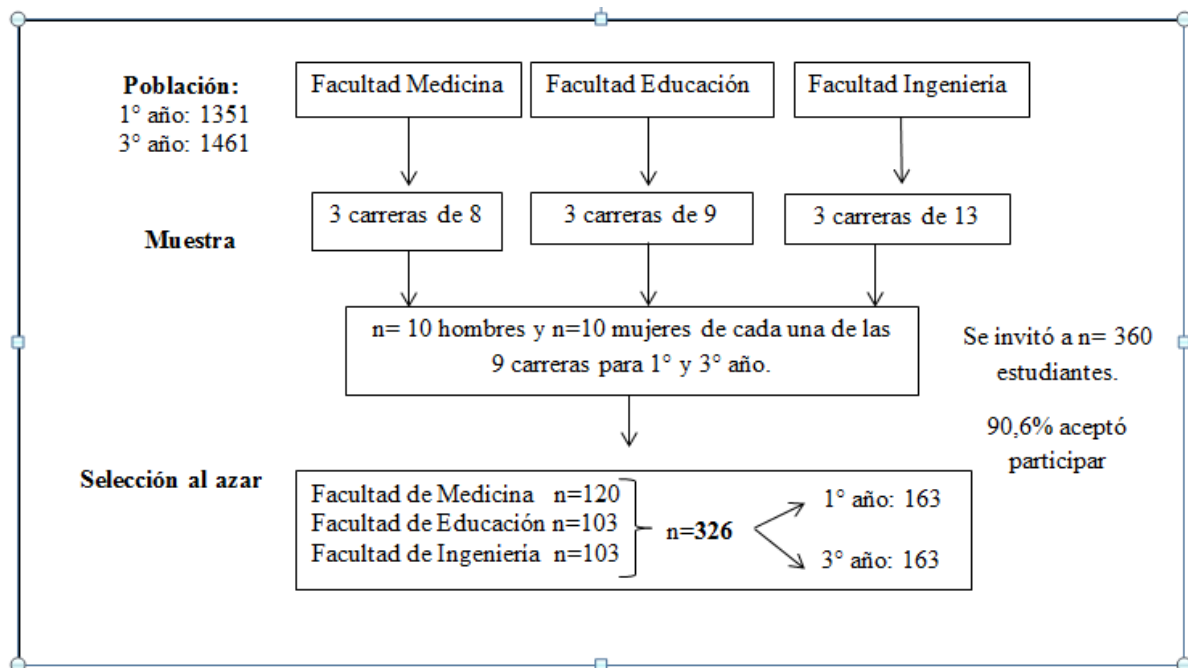 Población:
1° año: 1351
3° año: 1461
Facultad Medicina
Facultad Educación
Facultad Ingeniería
Muestra
3 carreras de 8
3 carreras de 9
3 carreras de 13
n= 10 hombres y n=10 mujeres de cada una de las
9 carreras para 1° y 3° año.
Se invitó a n= 360
estudiantes.
90,6% aceptó
participar
Selección al azar
Facultad de Medicina n=120
Facultad de Educación n=103
Facultad de Ingeniería n=103
n=326
1° año: 163
3° año: 163